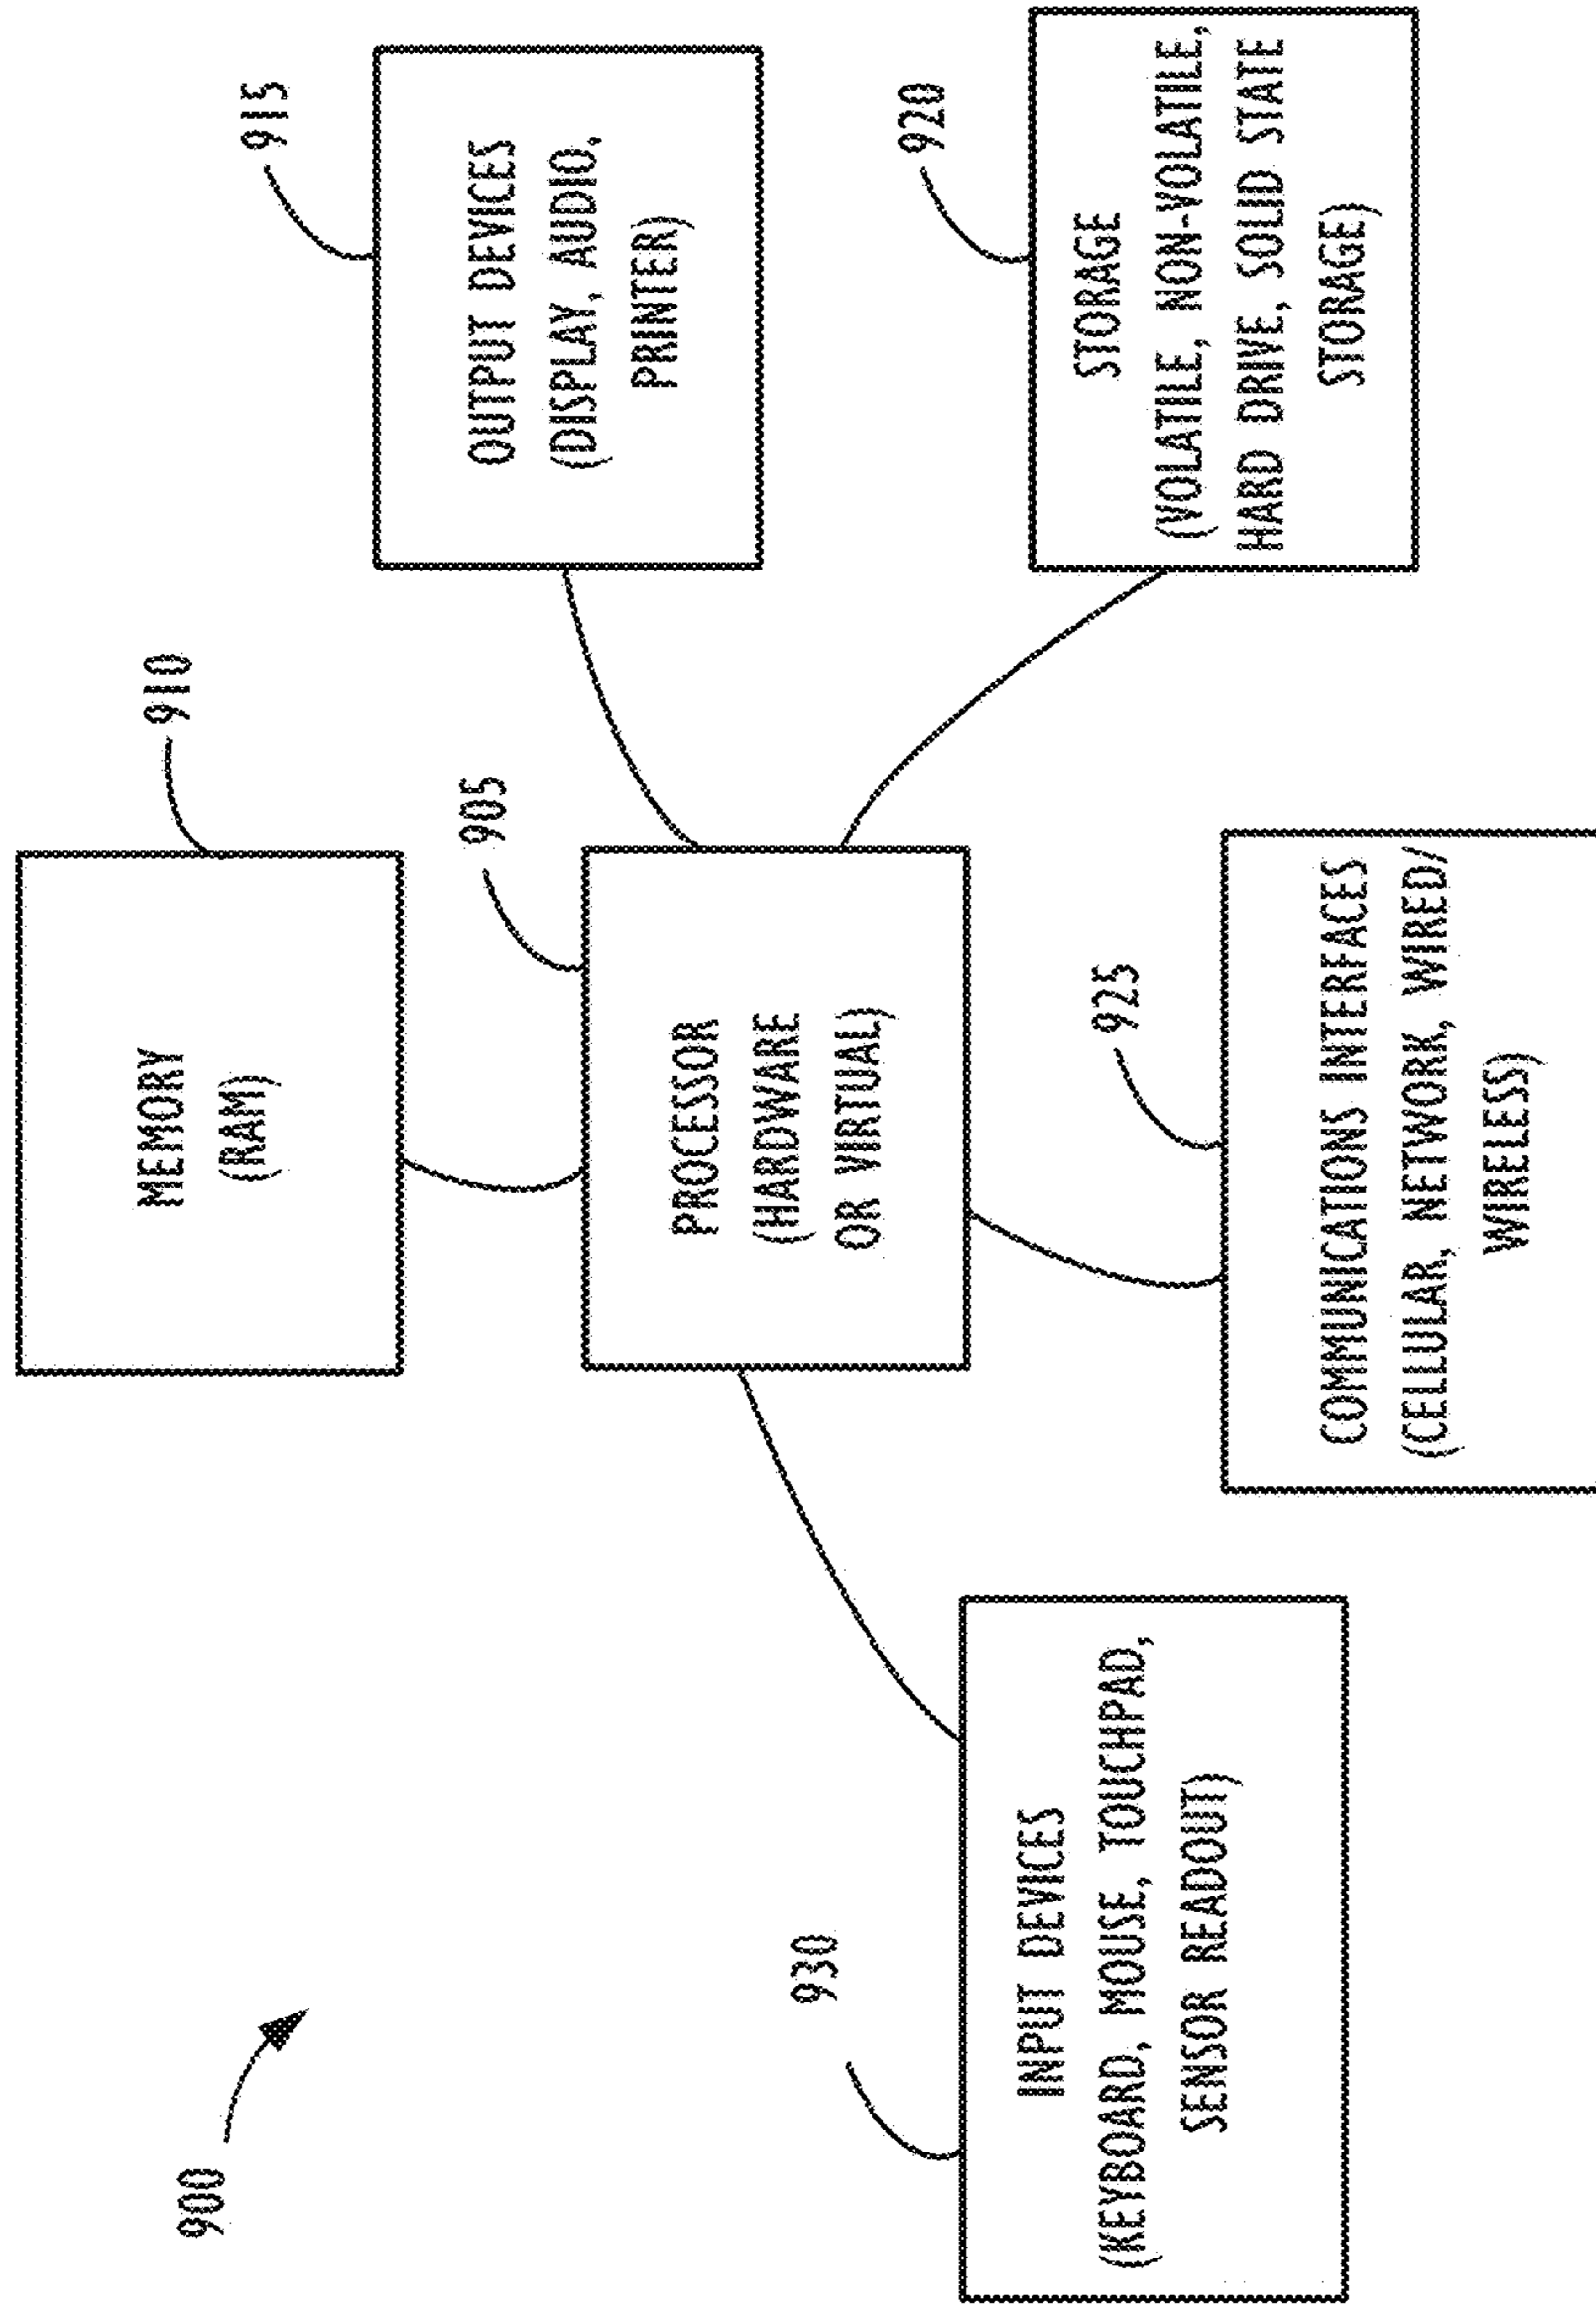 900
910
MEMORY
(RAM)
915
OUTPUT DEVICES
(DISPLAY, AUDIO,
PRINTER)
905
PROCESSOR
(HARDWARE
OR VIRTUAL)
930
INPUT DEVICES
(KEYBOARD, MOUSE, TOUCHPAD,
SENSOR READOUT)
925
COMMUNICATIONS INTERFACES
(CELLULAR, NETWORK, WIRED/
WIRELESS)
920
STORAGE
(VOLATILE, NON-VOLATILE,
HARD DRIVE, SOLID STATE
STORAGE)